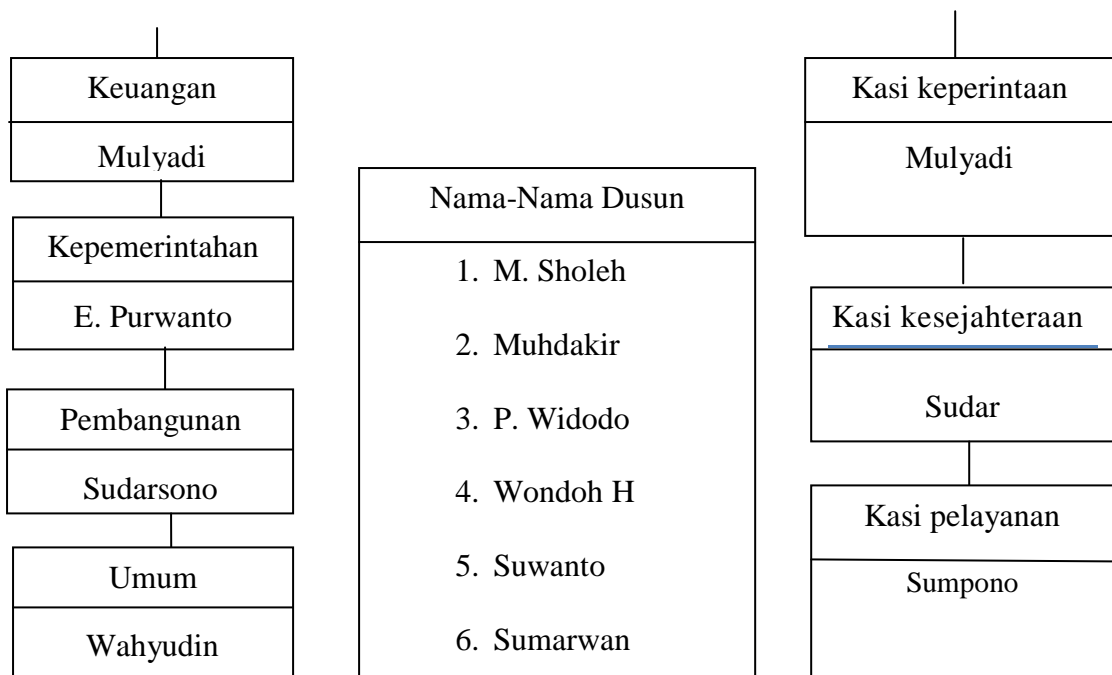 Keuangan
Mulyadi
Kepemerintahan
E. Purwanto
Pembangunan
Sudarsono
Umum
Wahyudin
Nama-Nama Dusun
1. M. Sholeh
2. Muhdakir
3. P. Widodo
4. Wondoh H
5. Suwanto
6. Sumarwan
Kasi keperintaan
Mulyadi
Kasi kesejahteraan
Sudar
Kasi pelayanan
Sumpono